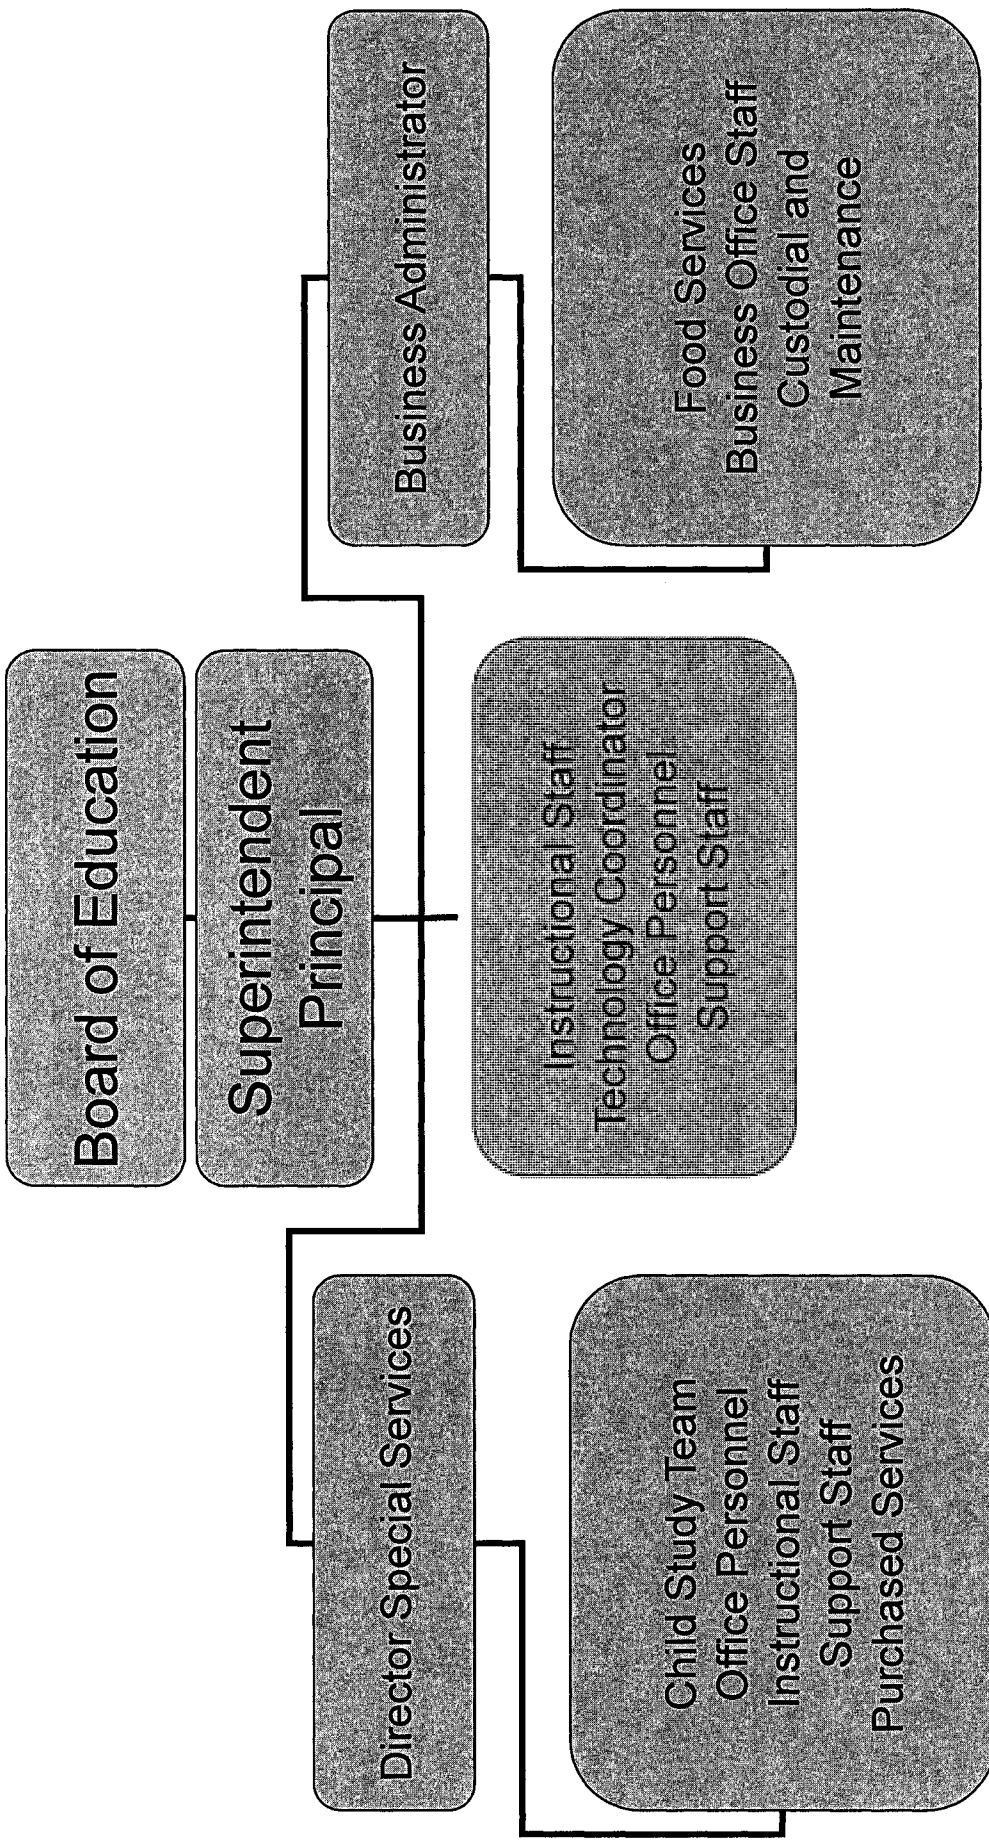 Board of Education
Superintendent
Principal
Director Special Services
Business Administrator
Child Study Team
Office Personnel
Instructional Staff
Support Staff
Purchased Services
Instructional Staff
Technology Coordinator
Office Personnel
Support Staff
Food Services
Business Office Staff
Custodial and
Maintenance